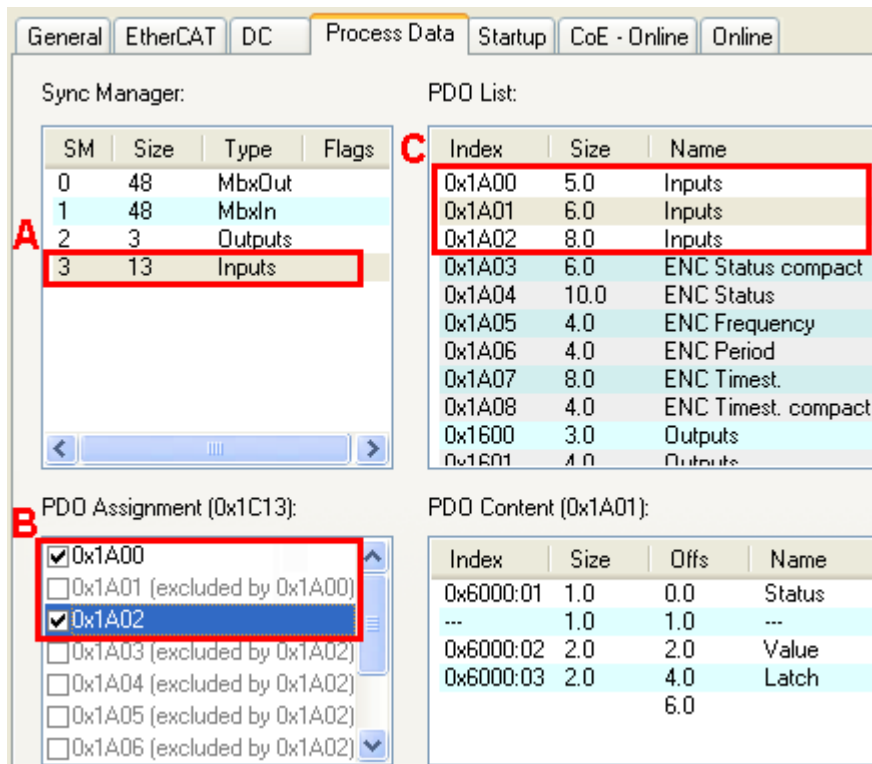 General EtherCAT DC Process Data Startup CoE - Online Online
Sync Manager:
SM Size Type Flags
0 48 MbxOut
1 48 MbxIn
A
2 3 Outputs
3 13 Inputs
PDO List:
C
Index Size Name
0x1A00 5.0 Inputs
0x1A01 6.0 Inputs
0x1A02 8.0 Inputs
0x1A03 6.0 ENC Status compact
0x1A04 10.0 ENC Status
0x1A05 4.0 ENC Frequency
0x1A06 4.0 ENC Period
0x1A07 8.0 ENC Timest.
0x1A08 4.0 ENC Timest. compact
0x1600 3.0 Outputs
0x1601 4.0 Outputs
B
PDO Assignment (0x1C13):
0x1A00
0x1A01 (excluded by 0x1A00)
0x1A02
0x1A03 (excluded by 0x1A02)
0x1A04 (excluded by 0x1A02)
0x1A05 (excluded by 0x1A02)
0x1A06 (excluded by 0x1A02)
PDO Content (0x1A01):
Index Size Offs Name
0x6000:01 1.0 0.0 Status
--- 1.0 1.0 ---
0x6000:02 2.0 2.0 Value
0x6000:03 2.0 4.0 Latch
6.0